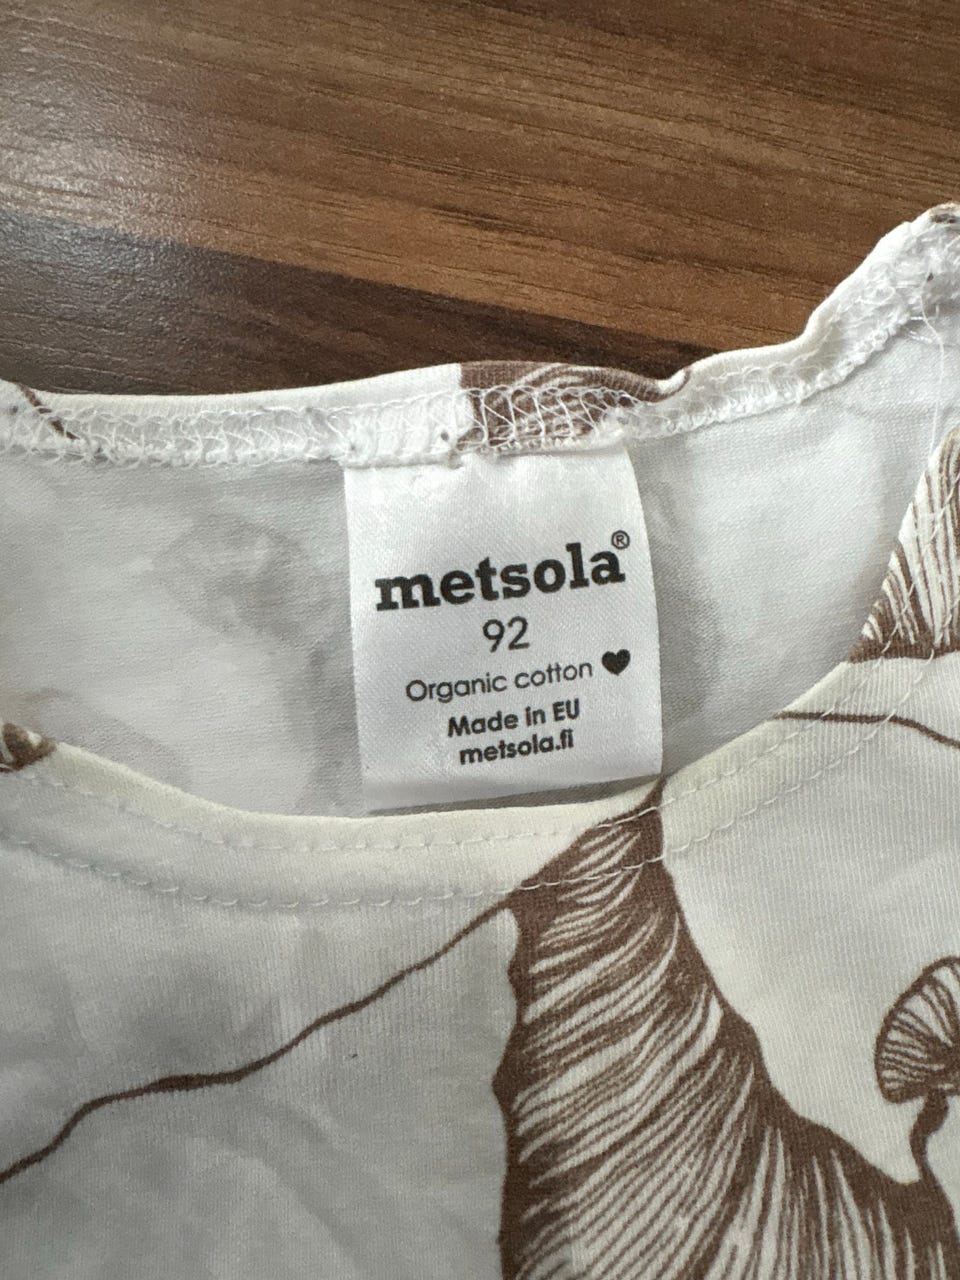 metsola®
92
Organic cotton ♥
Made in EU
metsola.fi